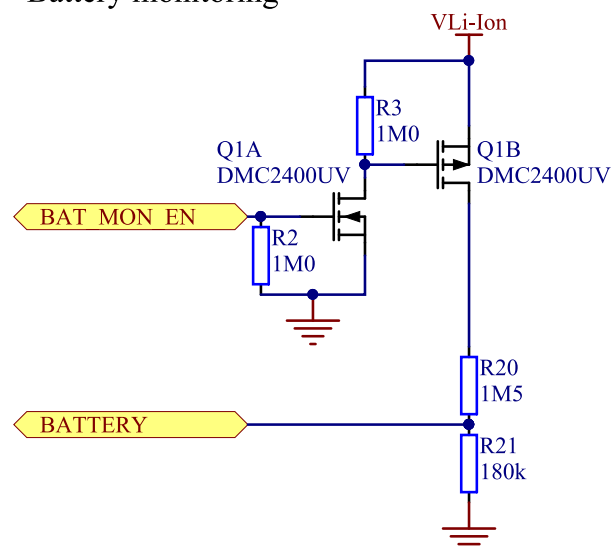 Battery monitoring
VLi-Ion
R3
1M0
Q1A
DMC2400UV
Q1B
DMC2400UV
BAT MON EN
R2
1M0
R20
1M5
BATTERY
R21
180k